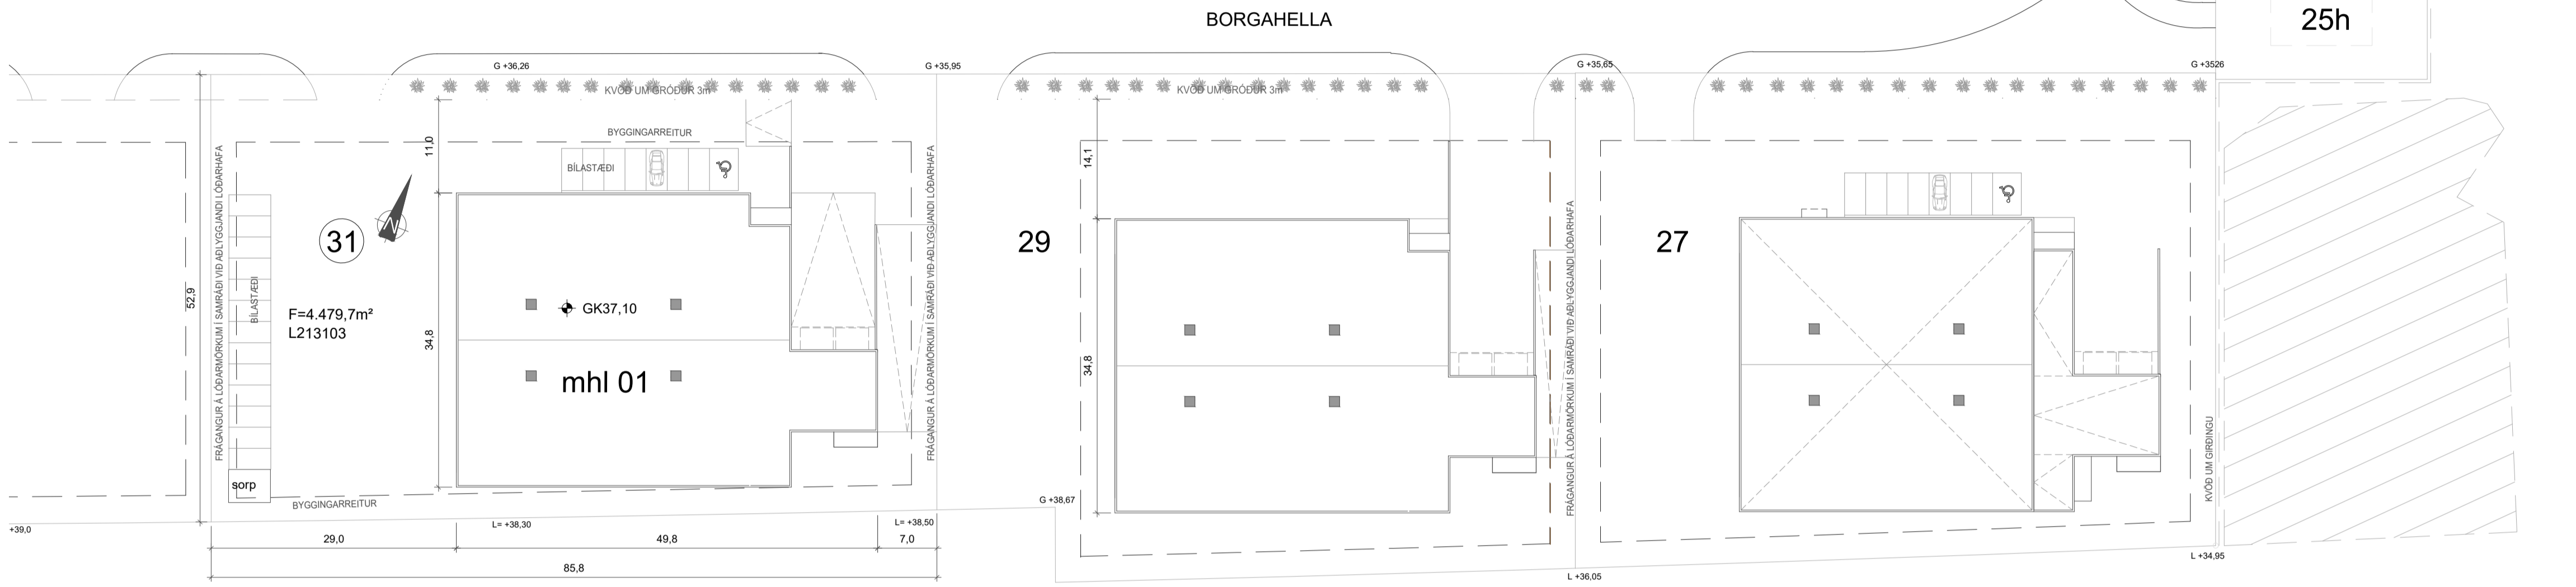 BORGAHELLA
25h
G +36,26
G +35,95
G +35,65
G +3526
KVÖÐ UM GRÓÐUR 3m
KVÖÐ UM GRÓÐUR 3m
BYGGINGARREITUR
11,0
14,1
BÍLASTÆÐI
FRÁGANGUR Á LÓÐARMÖRKUM Í SAMRÁÐI VIÐ AÐLYGGJANDI LÓÐARHAFA
FRÁGANGUR Á LÓÐARMÖRKUM Í SAMRÁÐI VIÐ AÐLYGGJANDI LÓÐARHAFA
FRÁGANGUR Á LÓÐARMÖRKUM Í SAMRÁÐI VIÐ AÐLYGGJANDI LÓÐARHAFA
31
N
29
27
52,9
BÍLASTÆÐI
F=4.479,7m²
L213103
GK37,10
34,8
34,8
mhl 01
KVÖÐ UM GIRÐINGU
sorp
BYGGINGARREITUR
G +38,67
+39,0
L= +38,30
L= +38,50
29,0
49,8
7,0
85,8
L +36,05
L +34,95